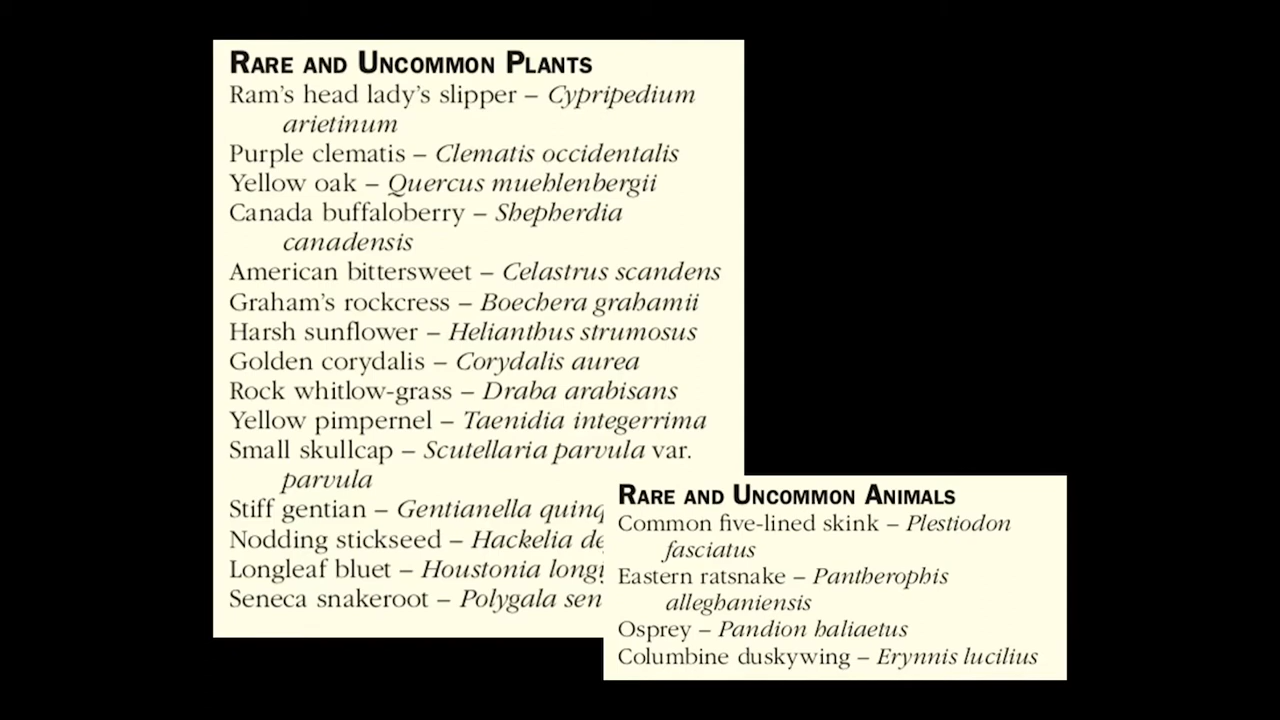 RARE AND UNCOMMON PLANTS
Ram's head lady's slipper – Cypripedium
arietinum
Purple clematis – Clematis occidentalis
Yellow oak – Quercus muehlenbergii
Canada buffaloberry – Shepherdia
canadensis
American bittersweet – Celastrus scandens
Graham's rockcress – Boechera grahamii
Harsh sunflower – Helianthus strumosus
Golden corydalis – Corydalis aurea
Rock whitlow-grass – Draba arabisans
Yellow pimpernel – Taenidia integerrima
Small skullcap – Scutellaria parvula var.
parvula
Stiff gentian – Gentianella
Nodding stickseed – Hackelia
Longleaf bluet – Houstonia
Seneca snakeroot – Polygala
RARE AND UNCOMMON ANIMALS
Common five-lined skink – Plestiodon
fasciatus
Eastern ratsnake – Pantherophis
alleghaniensis
Osprey – Pandion haliaetus
Columbine duskywing – Erynnis lucilius